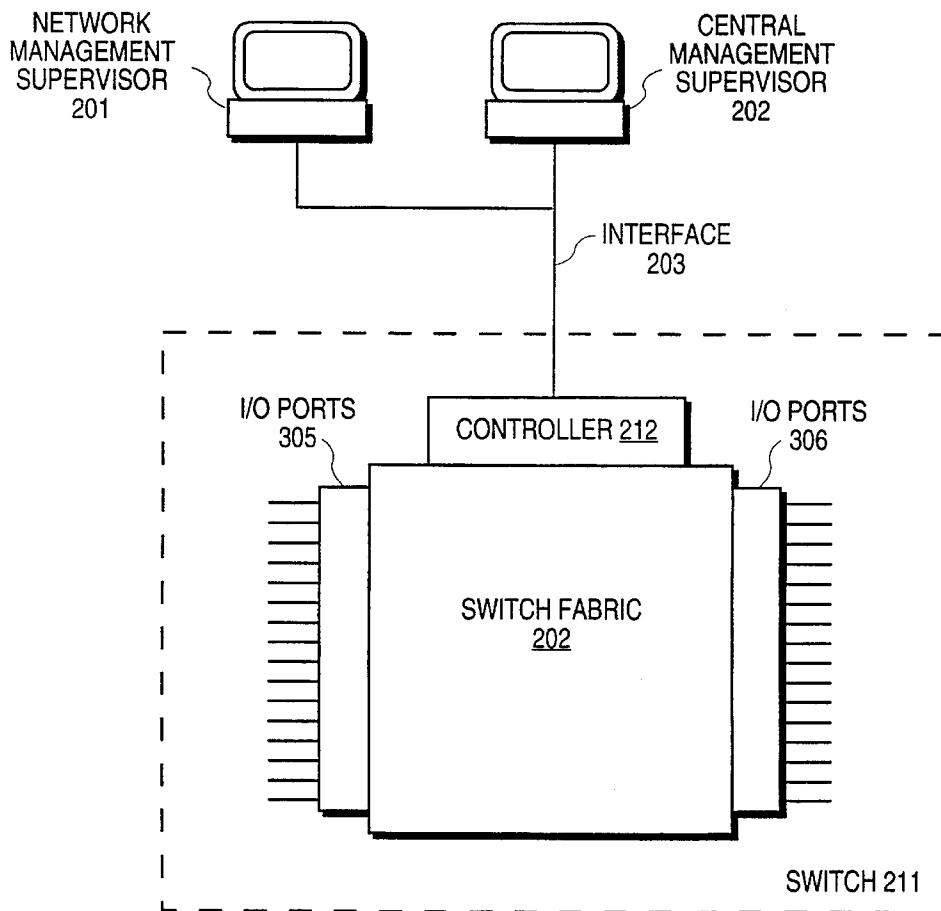 NETWORK
MANAGEMENT
SUPERVISOR
201
CENTRAL
MANAGEMENT
SUPERVISOR
202
INTERFACE
203
I/O PORTS
305
CONTROLLER 212
I/O PORTS
306
SWITCH FABRIC
202
SWITCH 211